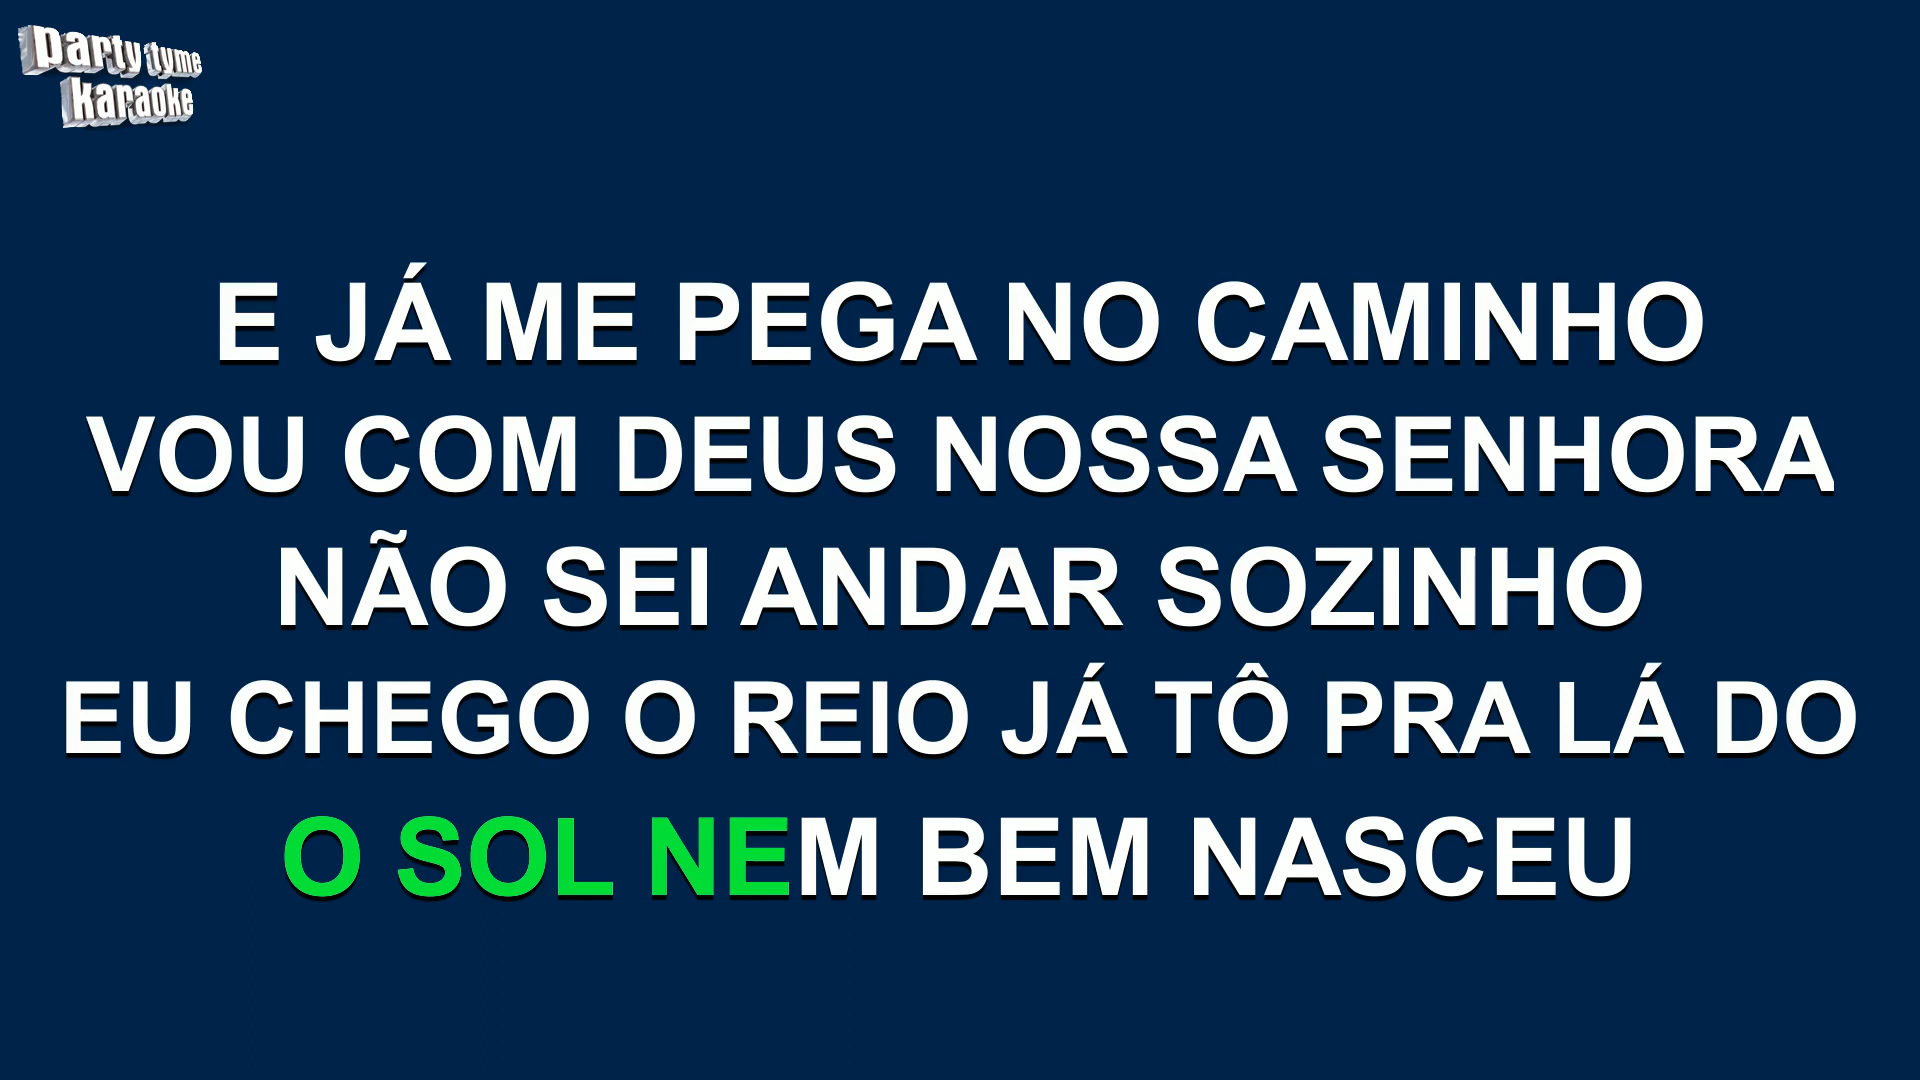 party tyme
karaoke
E JÁ ME PEGA NO CAMINHO
VOU COM DEUS NOSSA SENHORA
NÃO SEI ANDAR SOZINHO
EU CHEGO O REIO JÁ TÔ PRA LÁ DO
O SOL NEM BEM NASCEU